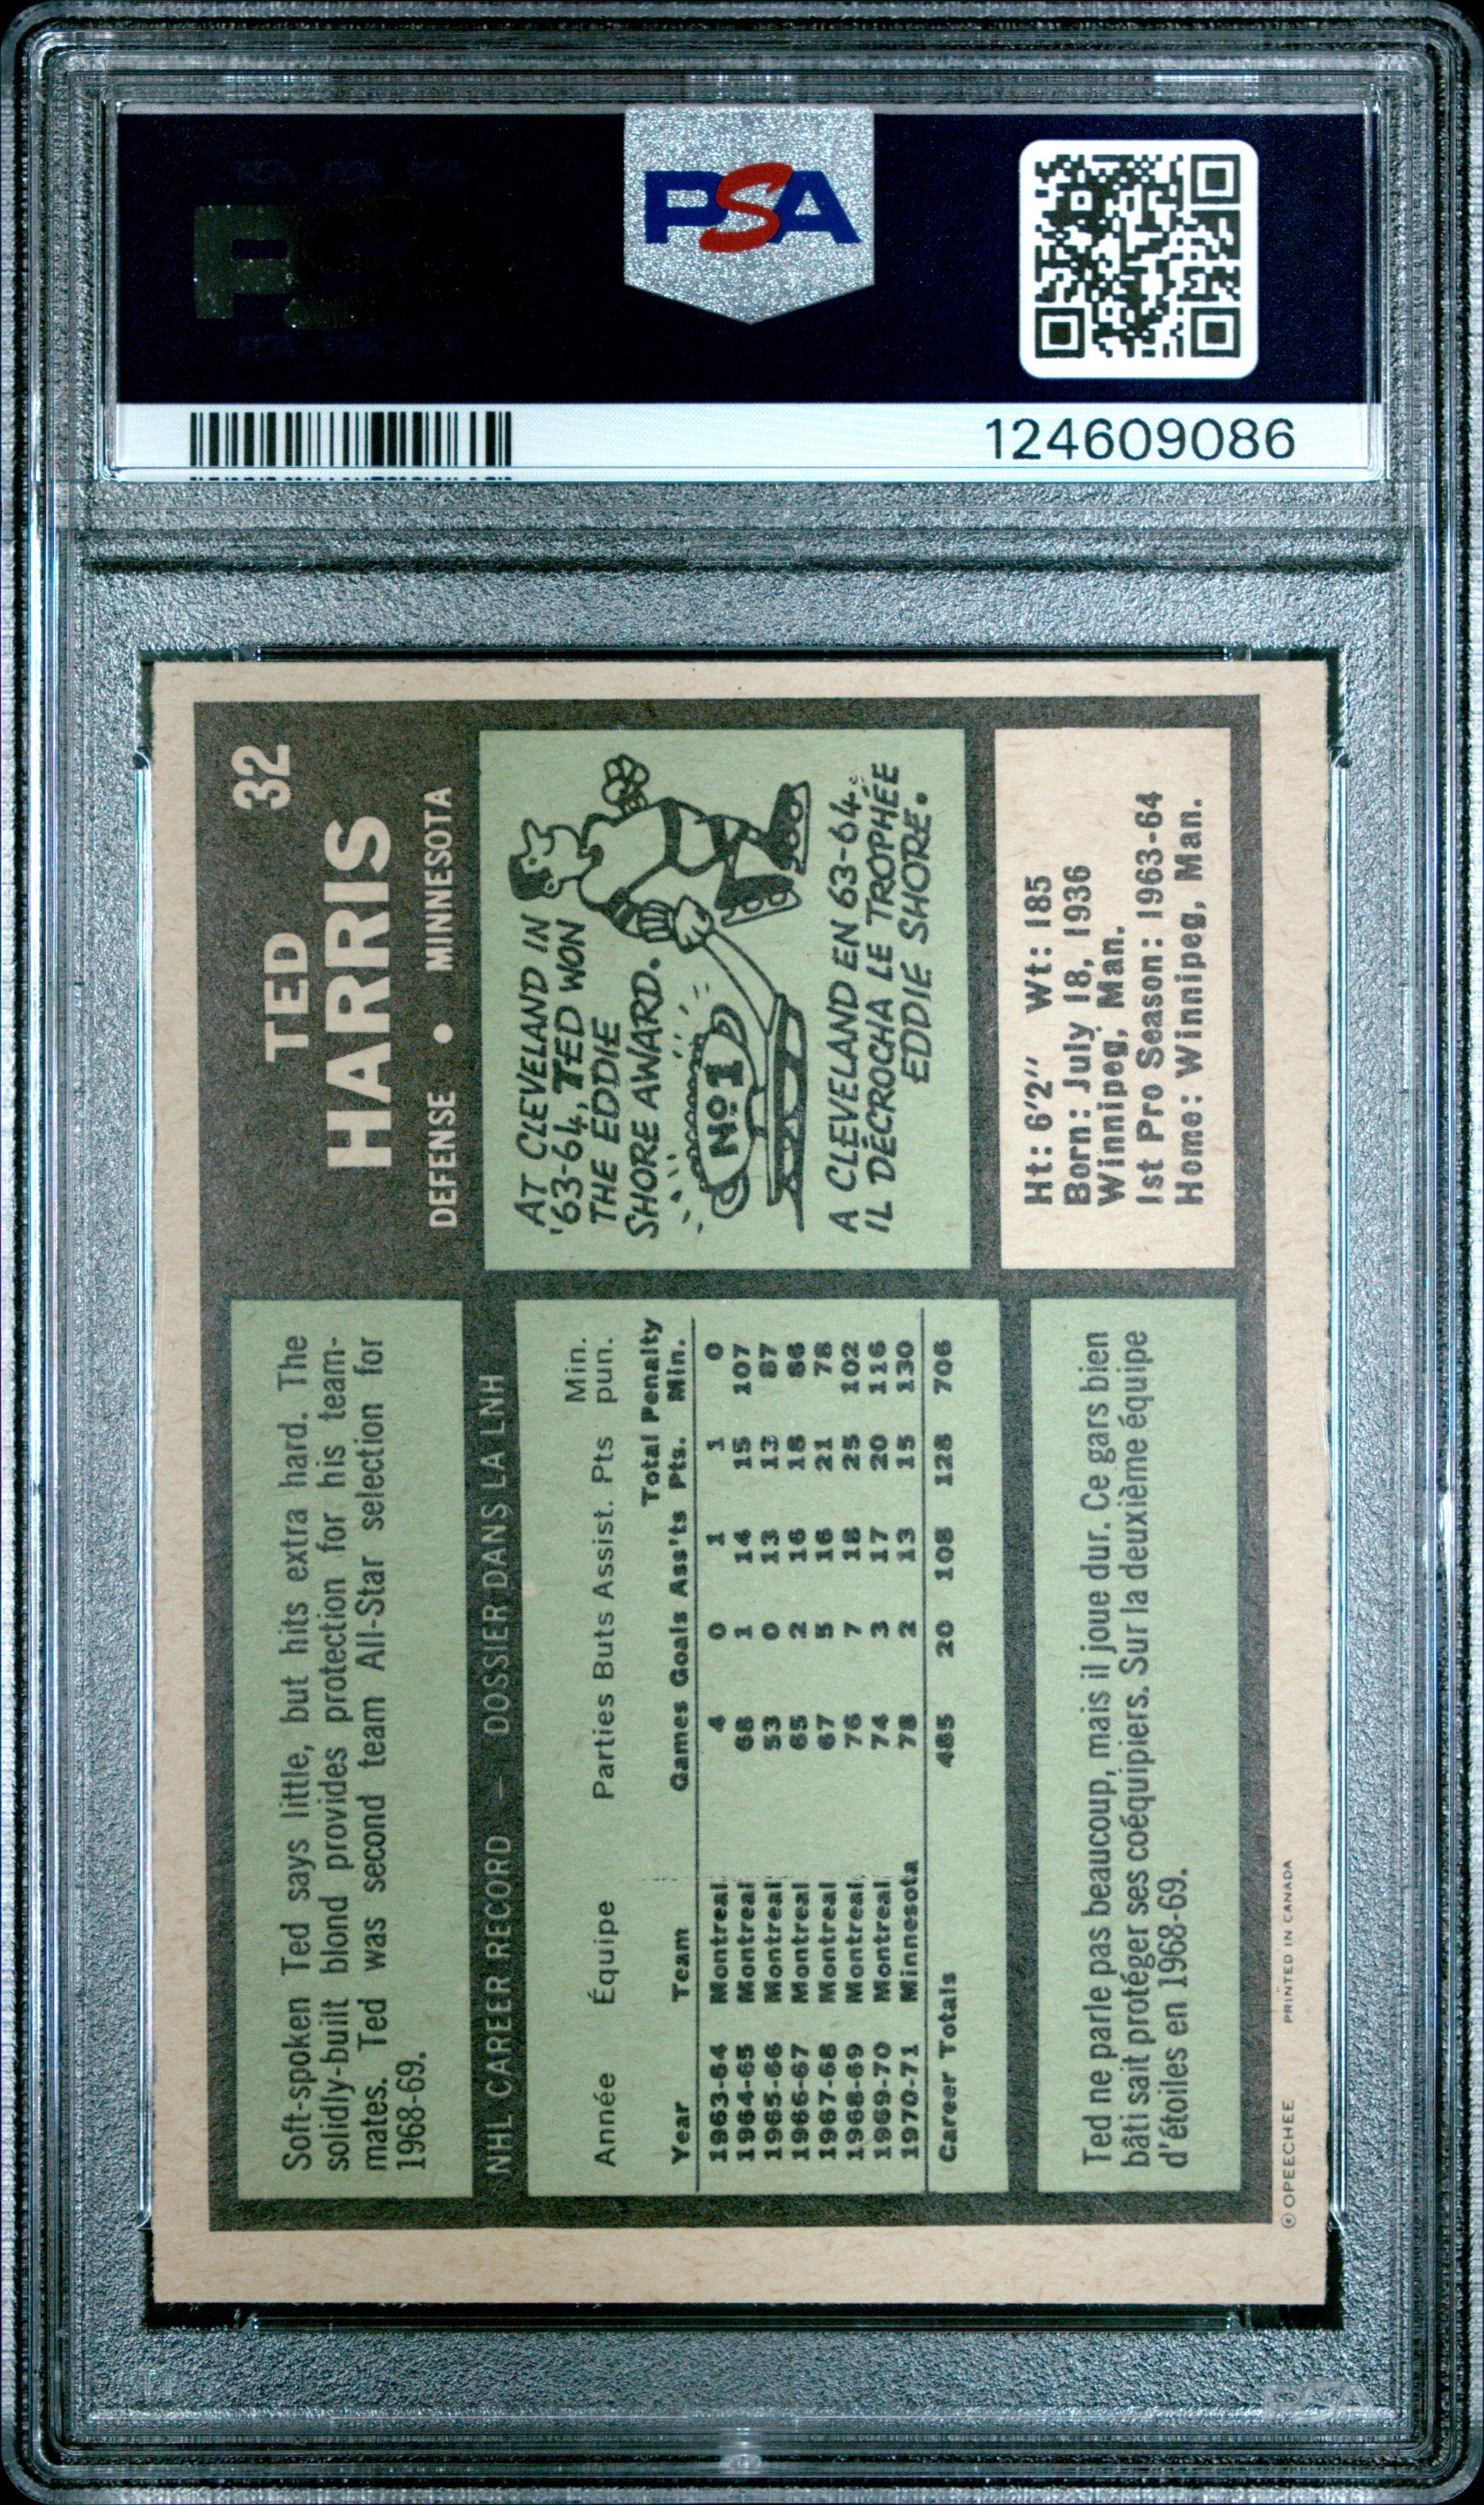 PSA
124609086
32
TED
HARRIS
DEFENSE • MINNESOTA
Soft-spoken Ted says little, but hits extra hard. The
solidly-built blond provides protection for his team-
mates. Ted was second team All-Star selection for
1968-69.
NHL CAREER RECORD — DOSSIER DANS LA LNH
Min.
Année Équipe Parties Buts Assist. Pts pun.
Total Penalty
Year Team Games Goals Ass'ts Pts. Min.
1963-64 Montreal 4 0 1 1 0
1964-65 Montreal 68 1 14 15 107
1965-66 Montreal 53 0 13 13 87
1966-67 Montreal 65 2 16 18 86
1967-68 Montreal 67 5 16 21 78
1968-69 Montreal 76 7 18 25 102
1969-70 Montreal 74 3 17 20 116
1970-71 Minnesota 78 2 13 15 130
Career Totals 485 20 108 128 706
Ted ne parle pas beaucoup, mais il joue dur. Ce gars bien
bâti sait protéger ses coéquipiers. Sur la deuxième équipe
d'étoiles en 1968-69.
AT CLEVELAND IN
'63-64, TED WON
THE EDDIE
SHORE AWARD.
No 1
A CLEVELAND EN 63-64,
IL DÉCROCHA LE TROPHÉE
EDDIE SHORE.
Ht: 6'2" Wt: 185
Born: July 18, 1936
Winnipeg, Man.
1st Pro Season: 1963-64
Home: Winnipeg, Man.
© OPEECHEE PRINTED IN CANADA
PSA